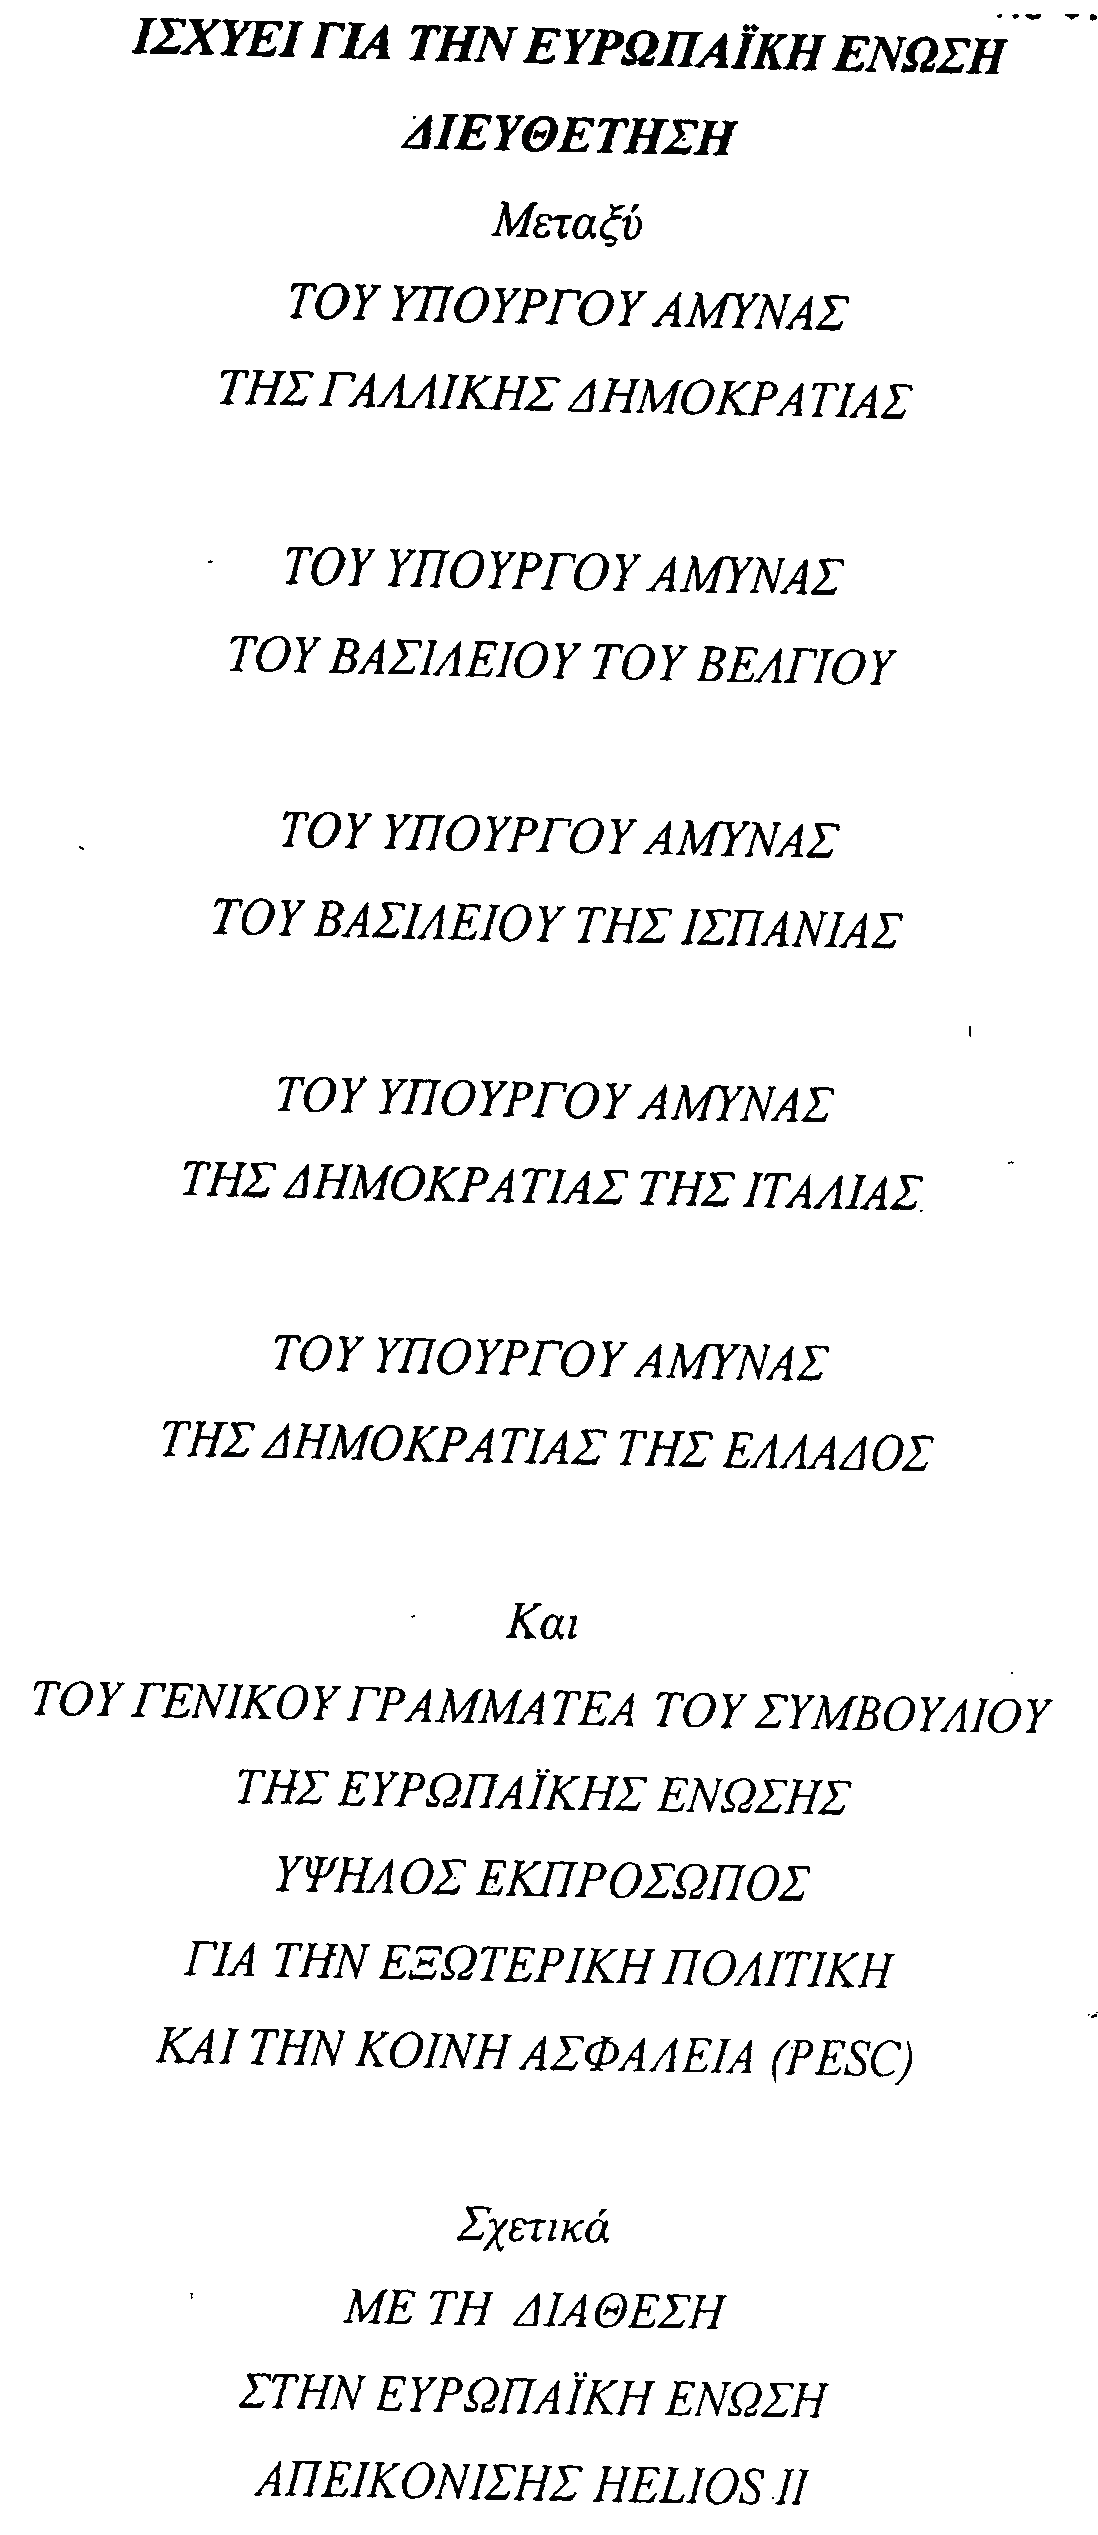 ΙΣΧΥΕΙ ΓΙΑ ΤΗΝ ΕΥΡΩΠΑΪΚΗ ΕΝΩΣΗ
ΔΙΕΥΘΕΤΗΣΗ
Μεταξύ
ΤΟΥ ΥΠΟΥΡΓΟΥ ΑΜΥΝΑΣ
ΤΗΣ ΓΑΛΛΙΚΗΣ ΔΗΜΟΚΡΑΤΙΑΣ
ΤΟΥ ΥΠΟΥΡΓΟΥ ΑΜΥΝΑΣ
ΤΟΥ ΒΑΣΙΛΕΙΟΥ ΤΟΥ ΒΕΛΓΙΟΥ
ΤΟΥ ΥΠΟΥΡΓΟΥ ΑΜΥΝΑΣ
ΤΟΥ ΒΑΣΙΛΕΙΟΥ ΤΗΣ ΙΣΠΑΝΙΑΣ
ΤΟΥ ΥΠΟΥΡΓΟΥ ΑΜΥΝΑΣ
ΤΗΣ ΔΗΜΟΚΡΑΤΙΑΣ ΤΗΣ ΙΤΑΛΙΑΣ
ΤΟΥ ΥΠΟΥΡΓΟΥ ΑΜΥΝΑΣ
ΤΗΣ ΔΗΜΟΚΡΑΤΙΑΣ ΤΗΣ ΕΛΛΑΔΟΣ
Και
ΤΟΥ ΓΕΝΙΚΟΥ ΓΡΑΜΜΑΤΕΑ ΤΟΥ ΣΥΜΒΟΥΛΙΟΥ
ΤΗΣ ΕΥΡΩΠΑΪΚΗΣ ΕΝΩΣΗΣ
ΥΨΗΛΟΣ ΕΚΠΡΟΣΩΠΟΣ
ΓΙΑ ΤΗΝ ΕΞΩΤΕΡΙΚΗ ΠΟΛΙΤΙΚΗ
ΚΑΙ ΤΗΝ ΚΟΙΝΗ ΑΣΦΑΛΕΙΑ (PESC)
Σχετικά
ΜΕ ΤΗ ΔΙΑΘΕΣΗ
ΣΤΗΝ ΕΥΡΩΠΑΪΚΗ ΕΝΩΣΗ
ΑΠΕΙΚΟΝΙΣΗΣ HELIOS II